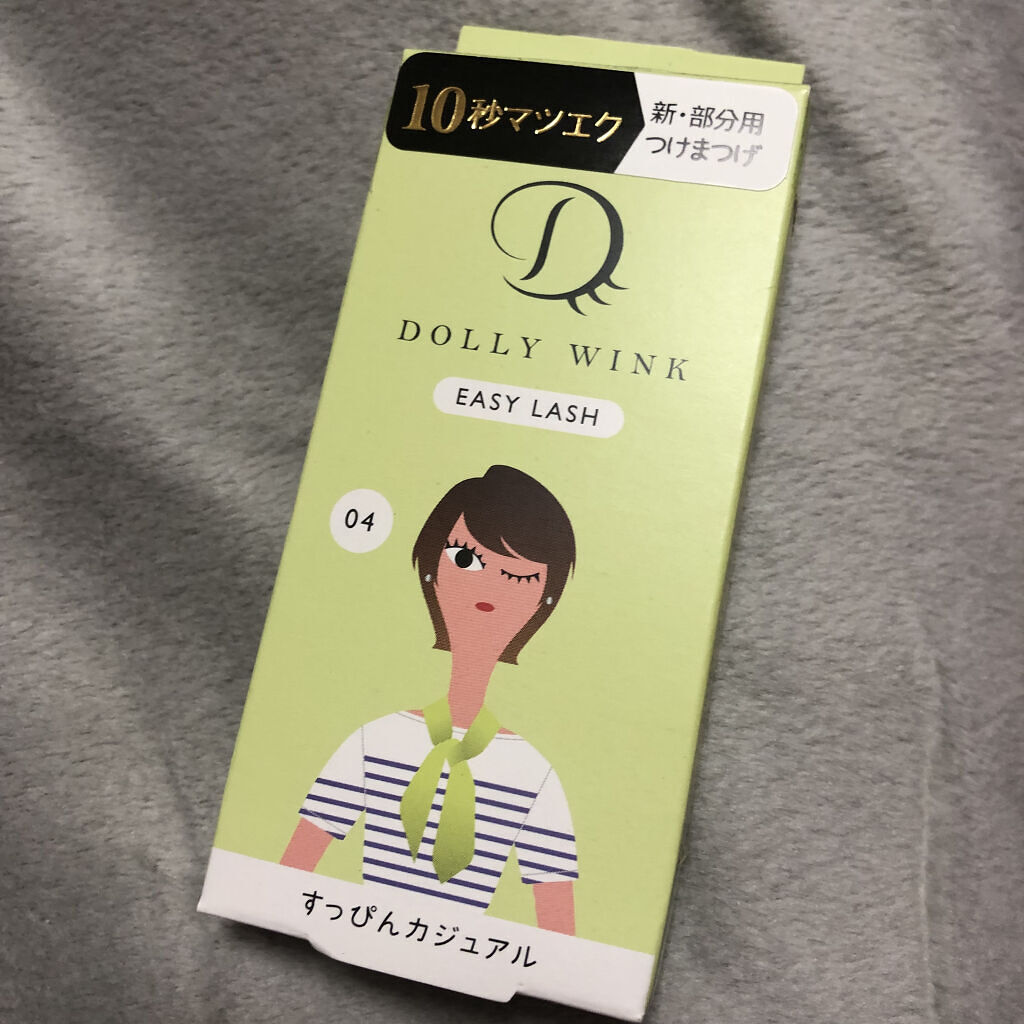 10秒マツエク
新・部分用
つけまつげ
D
DOLLY WINK
EASY LASH
04
すっぴんカジュアル